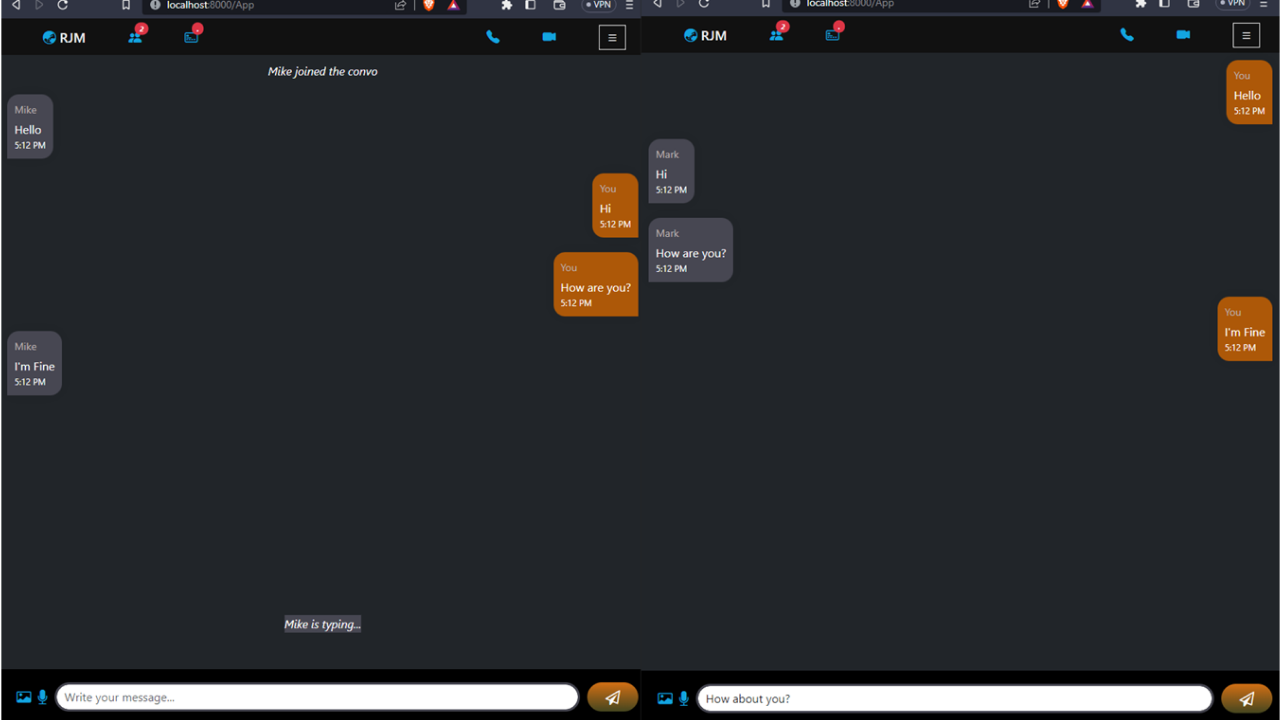 localhost:8000/App
VPN
RJM
2
Mike joined the convo
Mike
Hello
5:12 PM
You
Hi
5:12 PM
You
How are you?
5:12 PM
Mike
I'm Fine
5:12 PM
Mike is typing...
Write your message...
localhost:8000/App
VPN
RJM
2
You
Hello
5:12 PM
Mark
Hi
5:12 PM
Mark
How are you?
5:12 PM
You
I'm Fine
5:12 PM
How about you?